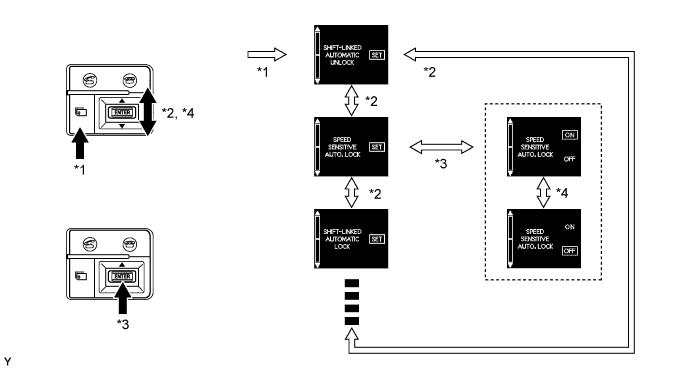 SHIFT-LINKED
AUTOMATIC
UNLOCK
SET
*1
*2
*2
ENTER
*2, *4
*1
SPEED
SENSITIVE
AUTO. LOCK
SET
*3
SPEED
SENSITIVE
AUTO. LOCK
ON
OFF
*2
*4
SHIFT-LINKED
AUTOMATIC
LOCK
SET
SPEED
SENSITIVE
AUTO. LOCK
ON
OFF
ENTER
*3
Y